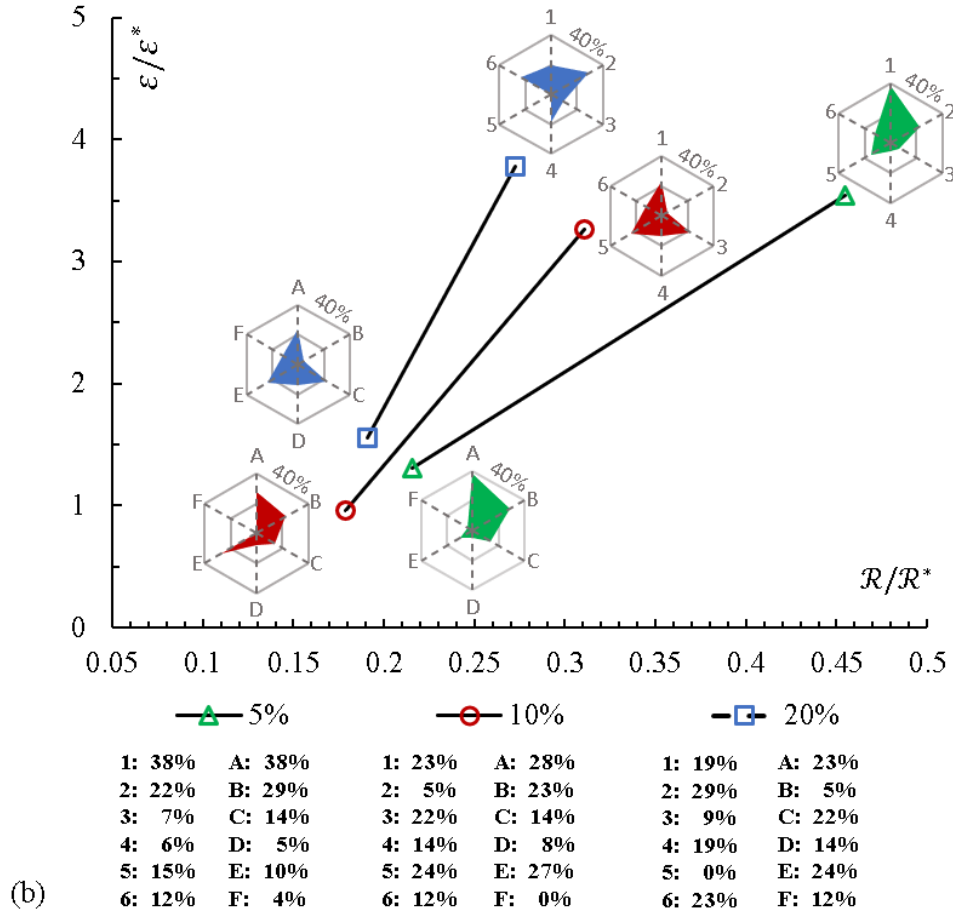 5
ε/ε*
4
3
2
1
0
1
40%
6
2
5
3
4
1
40%
6
2
5
3
4
1
40%
6
2
5
3
4
A
40%
F
B
E
C
D
A
40%
F
B
E
C
D
A
40%
F
B
E
C
D
ℛ/ℛ*
0.05 0.1 0.15 0.2 0.25 0.3 0.35 0.4 0.45 0.5
5% 10% 20%
1: 38% A: 38% 1: 23% A: 28% 1: 19% A: 23%
2: 22% B: 29% 2: 5% B: 23% 2: 29% B: 5%
3: 7% C: 14% 3: 22% C: 14% 3: 9% C: 22%
4: 6% D: 5% 4: 14% D: 8% 4: 19% D: 14%
5: 15% E: 10% 5: 24% E: 27% 5: 0% E: 24%
6: 12% F: 4% 6: 12% F: 0% 6: 23% F: 12%
(b)